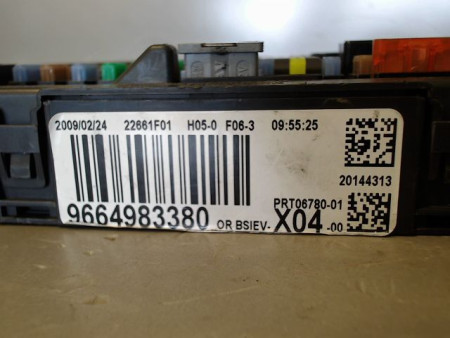 2009/02/24 22661F01 H05-0 F06-3 09:55:25
20144313
PRT06780-01
9664983380 OR BSIEV- X04 -00